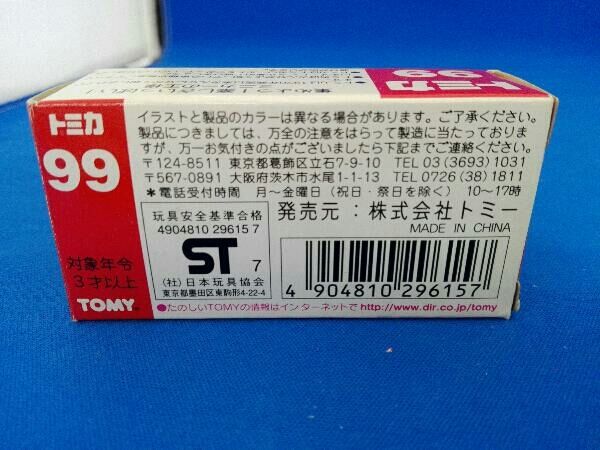 99
トミカ
99
対象年令
3才以上
TOMY
イラストと製品のカラーは異なる場合があります。ご了承ください。
製品につきましては、万全の注意をはらって製造に当たっております
が、万一お気付きの点がございましたら下記までご連絡ください。
〒124-8511 東京都葛飾区立石7-9-10 TEL 03(3693)1031
〒567-0891 大阪府茨木市水尾1-1-13 TEL 0726(38)1811
*電話受付時間 月~金曜日(祝日・祭日を除く) 10~17時
玩具安全基準合格
4904810 29615 7
ST 7
(社)日本玩具協会
東京都墨田区東駒形4-22-4
発売元:株式会社トミー
MADE IN CHINA
4 904810 296157
●たのしいTOMYの情報はインターネットで http://www.dir.co.jp/tomy